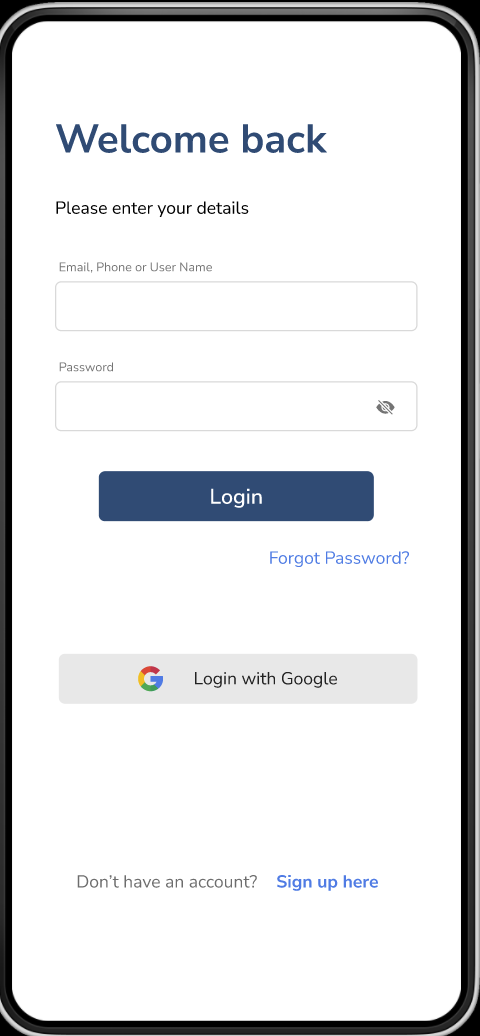 Welcome back
Please enter your details
Email, Phone or User Name
Password
Login
Forgot Password?
Login with Google
Don't have an account? Sign up here